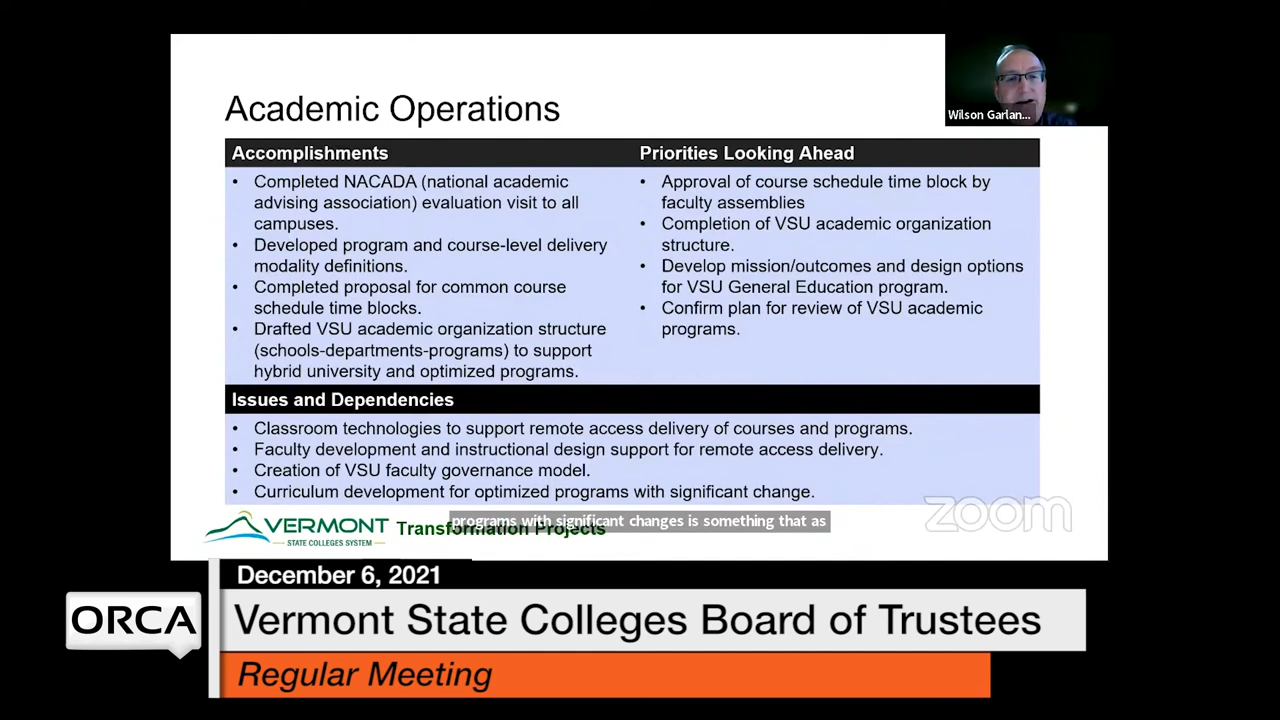 Academic Operations
Wilson Garlan...
Accomplishments
• Completed NACADA (national academic
advising association) evaluation visit to all
campuses.
• Developed program and course-level delivery
modality definitions.
• Completed proposal for common course
schedule time blocks.
• Drafted VSU academic organization structure
(schools-departments-programs) to support
hybrid university and optimized programs.
Priorities Looking Ahead
• Approval of course schedule time block by
faculty assemblies
• Completion of VSU academic organization
structure.
• Develop mission/outcomes and design options
for VSU General Education program.
• Confirm plan for review of VSU academic
programs.
Issues and Dependencies
• Classroom technologies to support remote access delivery of courses and programs.
• Faculty development and instructional design support for remote access delivery.
• Creation of VSU faculty governance model.
• Curriculum development for optimized programs with significant change.
zoom
programs with significant changes is something that as
VERMONT
STATE COLLEGES SYSTEM
Transformation Projects
December 6, 2021
ORCA
Vermont State Colleges Board of Trustees
Regular Meeting